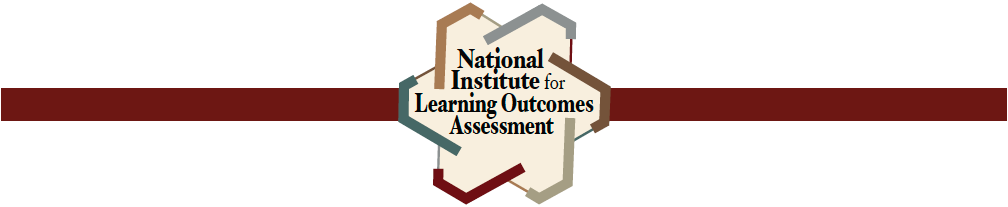 National
Institute for
Learning Outcomes
Assessment